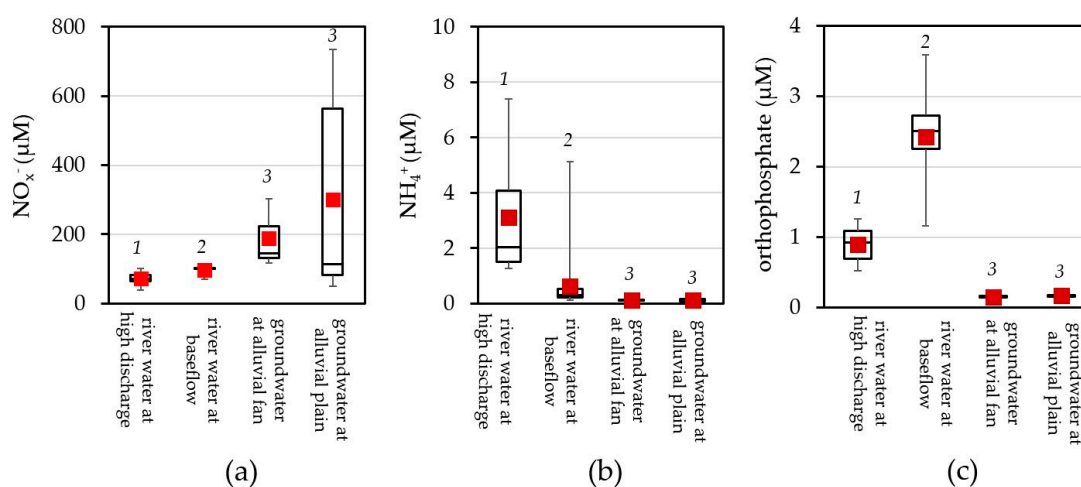 800
600
400
200
0
NOx- (µM)
1
2
3
3
river water at
high discharge
river water at
baseflow
groundwater
at alluvial fan
groundwater at
alluvial plain
(a)
10
8
6
4
2
0
NH4+ (µM)
1
2
3
3
river water at
high discharge
river water at
baseflow
groundwater
at alluvial fan
groundwater at
alluvial plain
(b)
4
3
2
1
0
orthophosphate (µM)
1
2
3
3
river water at
high discharge
river water at
baseflow
groundwater
at alluvial fan
groundwater at
alluvial plain
(c)